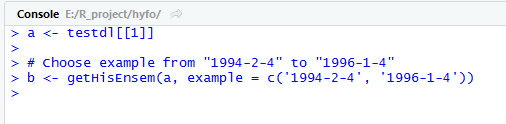 Console E:/R_project/hyfo/
> a <- testdl[[1]]
>
> # Choose example from "1994-2-4" to "1996-1-4"
> b <- getHisEnsem(a, example = c('1994-2-4', '1996-1-4'))
>